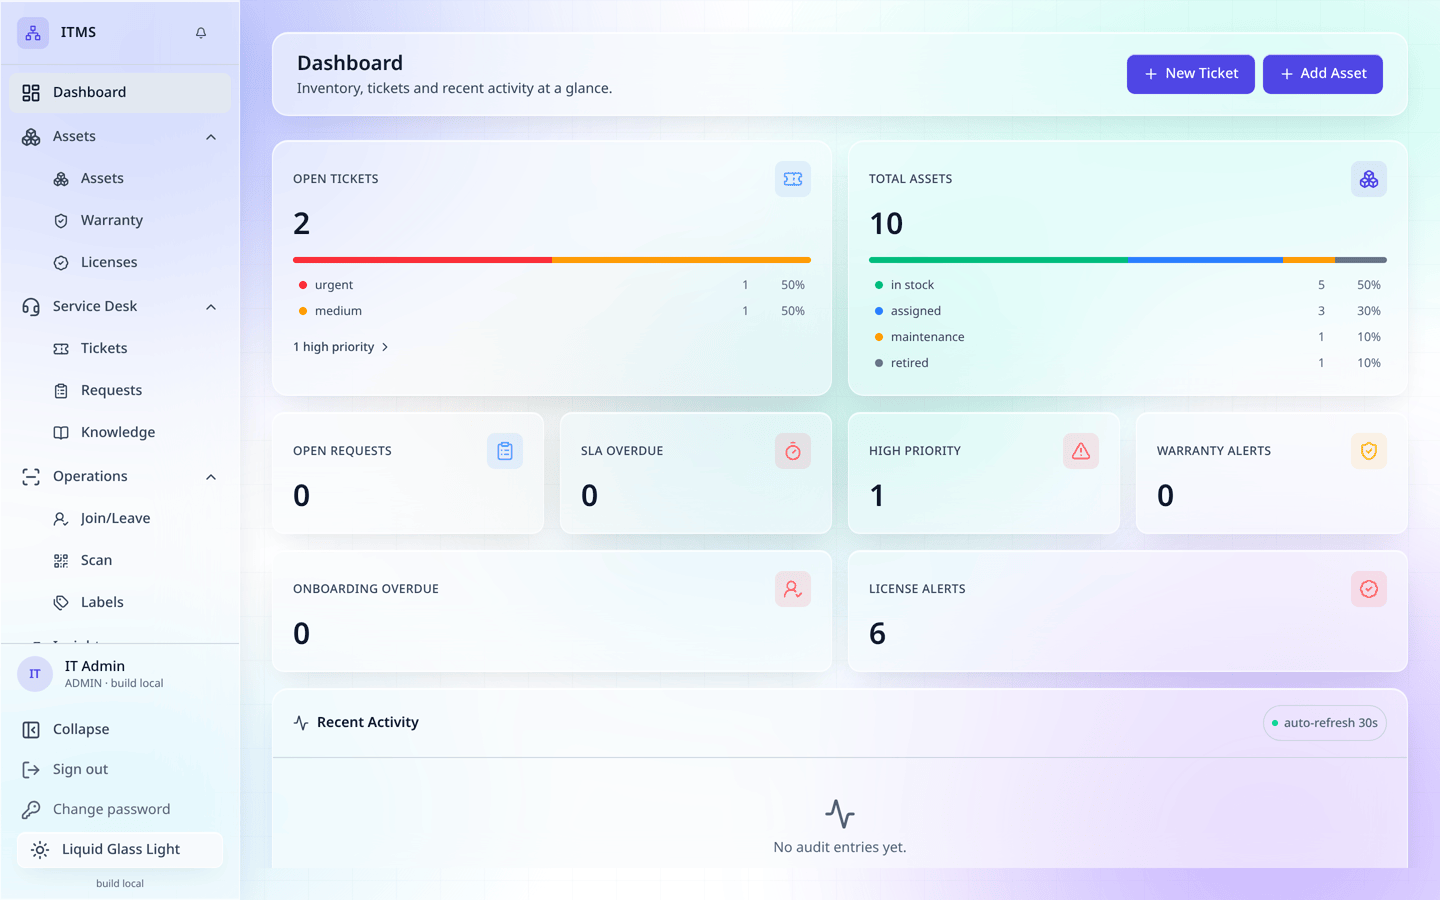 ITMS
Dashboard
Assets
Assets
Warranty
Licenses
Service Desk
Tickets
Requests
Knowledge
Operations
Join/Leave
Scan
Labels
IT
IT Admin
ADMIN · build local
Collapse
Sign out
Change password
Liquid Glass Light
build local
Dashboard
Inventory, tickets and recent activity at a glance.
New Ticket
Add Asset
OPEN TICKETS
2
urgent 1 50%
medium 1 50%
1 high priority
TOTAL ASSETS
10
in stock 5 50%
assigned 3 30%
maintenance 1 10%
retired 1 10%
OPEN REQUESTS
0
SLA OVERDUE
0
HIGH PRIORITY
1
WARRANTY ALERTS
0
ONBOARDING OVERDUE
0
LICENSE ALERTS
6
Recent Activity
auto-refresh 30s
No audit entries yet.